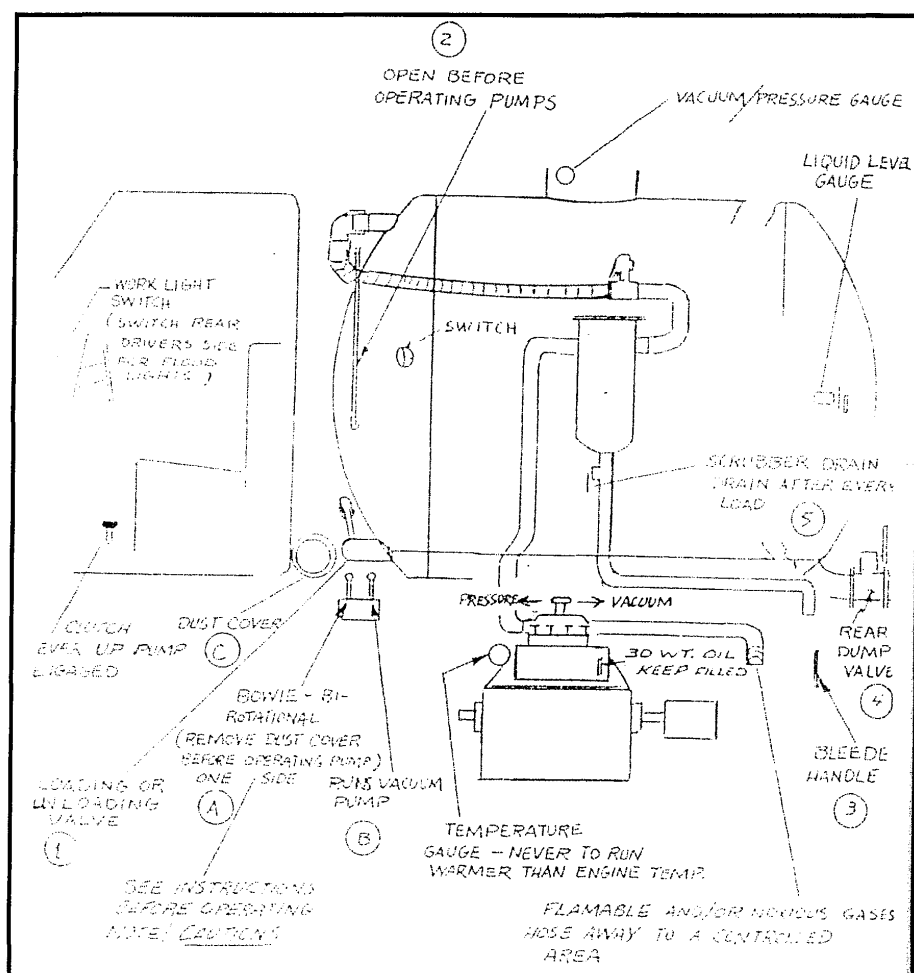 2
OPEN BEFORE
OPERATING PUMPS
VACUUM/PRESSURE GAUGE
LIQUID LEVEL
GAUGE
WORK LIGHT
SWITCH
(SWITCH REAR
DRIVERS SIDE
FOR FLOOD
LIGHTS)
SWITCH
SCRUBBER DRAIN
DRAIN AFTER EVERY
LOAD
5
PRESSURE
VACUUM
CLUTCH
EVER UP PUMP
GAGED
DUST COVER
C
30 WT. OIL
KEEP FILLED
REAR
DUMP
VALVE
4
BOWIE - BI-
ROTATIONAL
(REMOVE DUST COVER
BEFORE OPERATING PUMP)
ONE SIDE
A
RUNS VACUUM
PUMP
B
BLEEDE
HANDLE
3
LOADING OR
UNLOADING
VALVE
1
TEMPERATURE
GAUGE - NEVER TO RUN
WARMER THAN ENGINE TEMP.
SEE INSTRUCTIONS
BEFORE OPERATING
NOTE! CAUTIONS
FLAMABLE AND/OR NOXIOUS GASES
HOSE AWAY TO A CONTROLLED
AREA